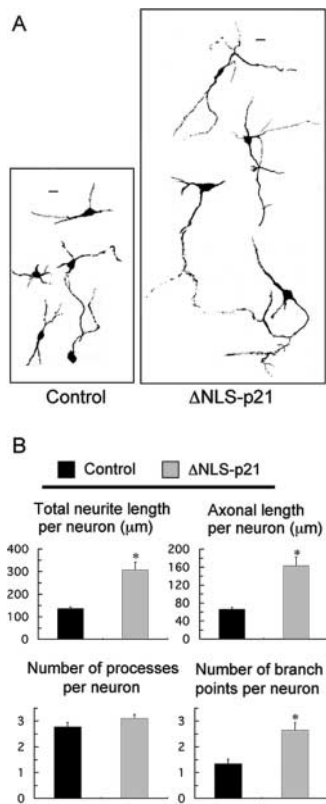 A
Control
ΔNLS-p21
B
Control ΔNLS-p21
Total neurite length
per neuron (μm)
400
300
200
100
0
*
Axonal length
per neuron (μm)
160
120
80
40
0
*
Number of processes
per neuron
3
2
1
0
Number of branch
points per neuron
3
2
1
0
*